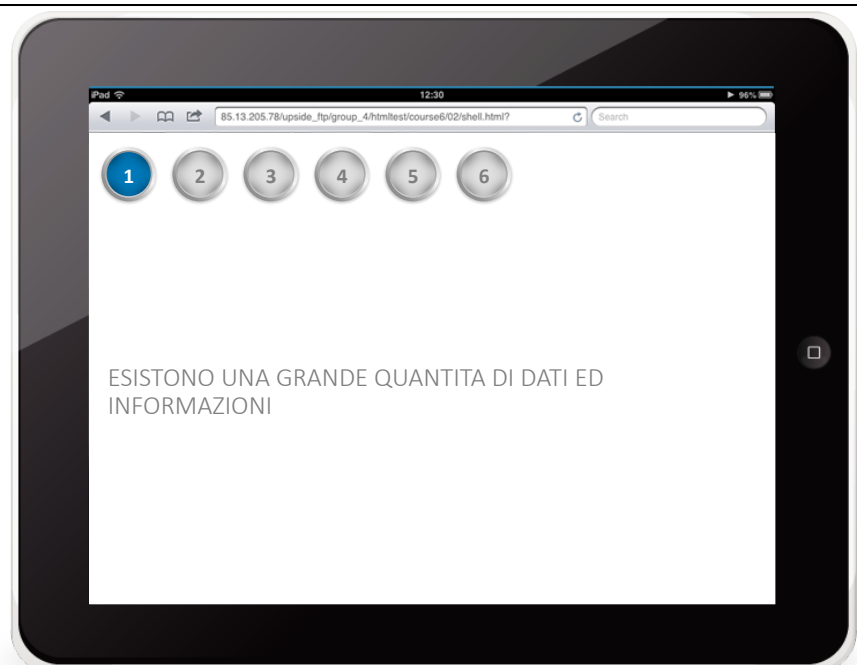 iPad 12:30 96%
85.13.205.78/upside_ftp/group_4/htmltest/course6/02/shell.html? Search
1 2 3 4 5 6
ESISTONO UNA GRANDE QUANTITA DI DATI ED
INFORMAZIONI